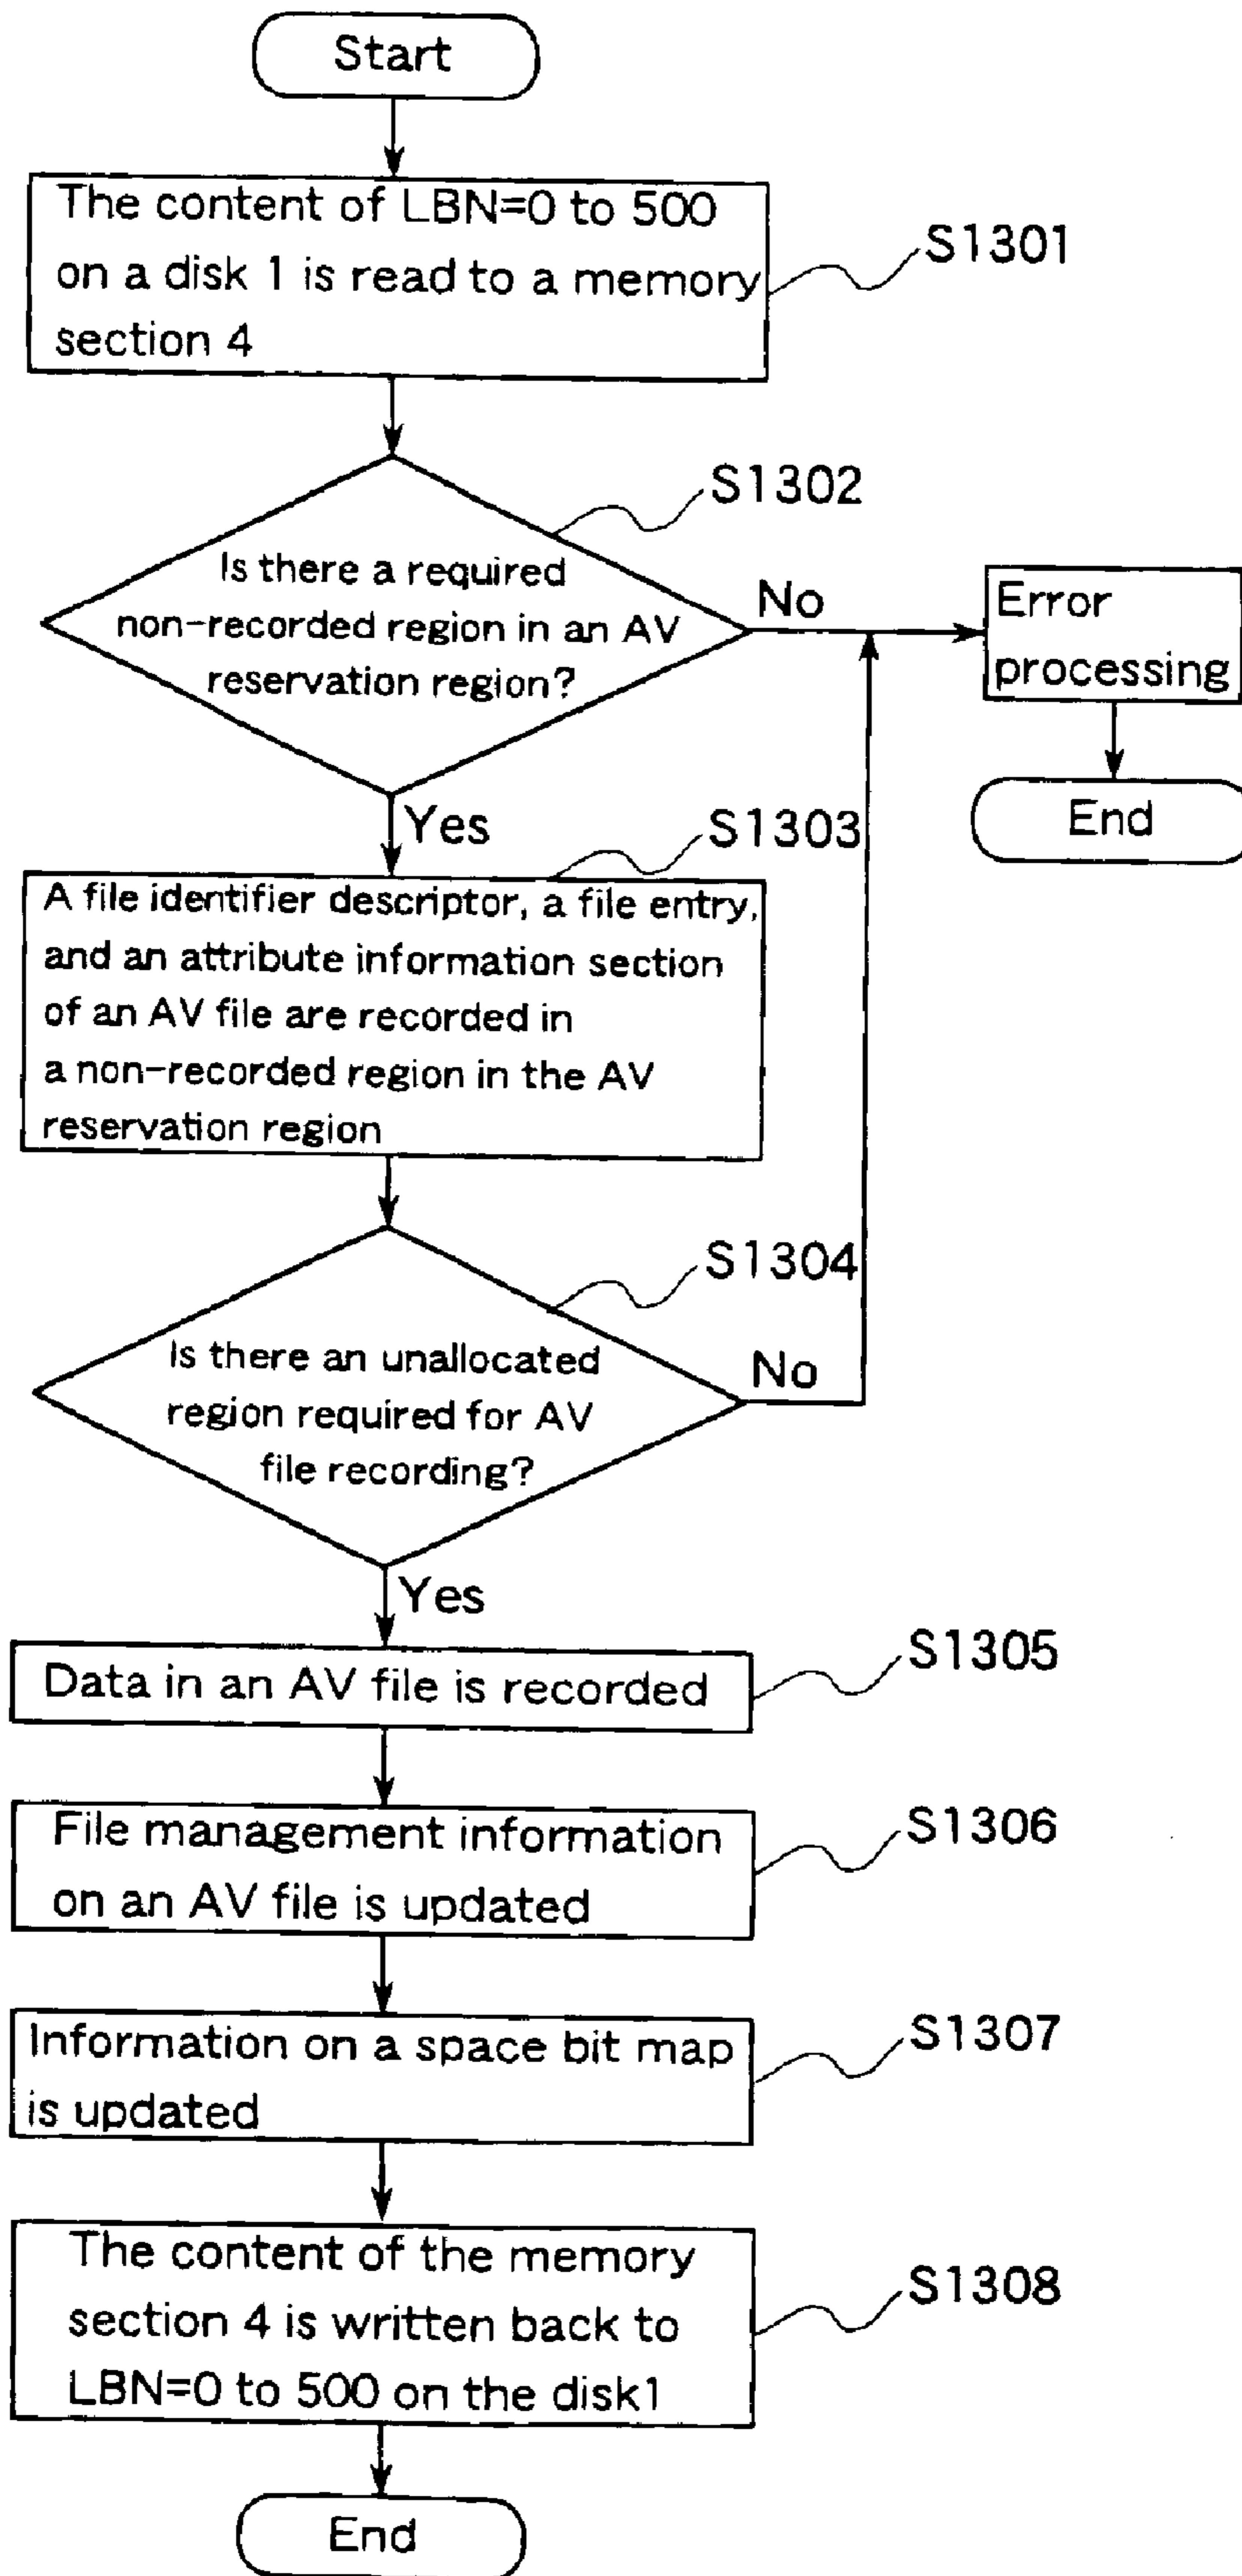 Start
The content of LBN=0 to 500
on a disk 1 is read to a memory
section 4
S1301
S1302
Is there a required
non-recorded region in an AV
reservation region?
No
Error
processing
End
Yes
S1303
A file identifier descriptor, a file entry,
and an attribute information section
of an AV file are recorded in
a non-recorded region in the AV
reservation region
S1304
Is there an unallocated
region required for AV
file recording?
No
Yes
Data in an AV file is recorded
S1305
File management information
on an AV file is updated
S1306
Information on a space bit map
is updated
S1307
The content of the memory
section 4 is written back to
LBN=0 to 500 on the disk1
S1308
End